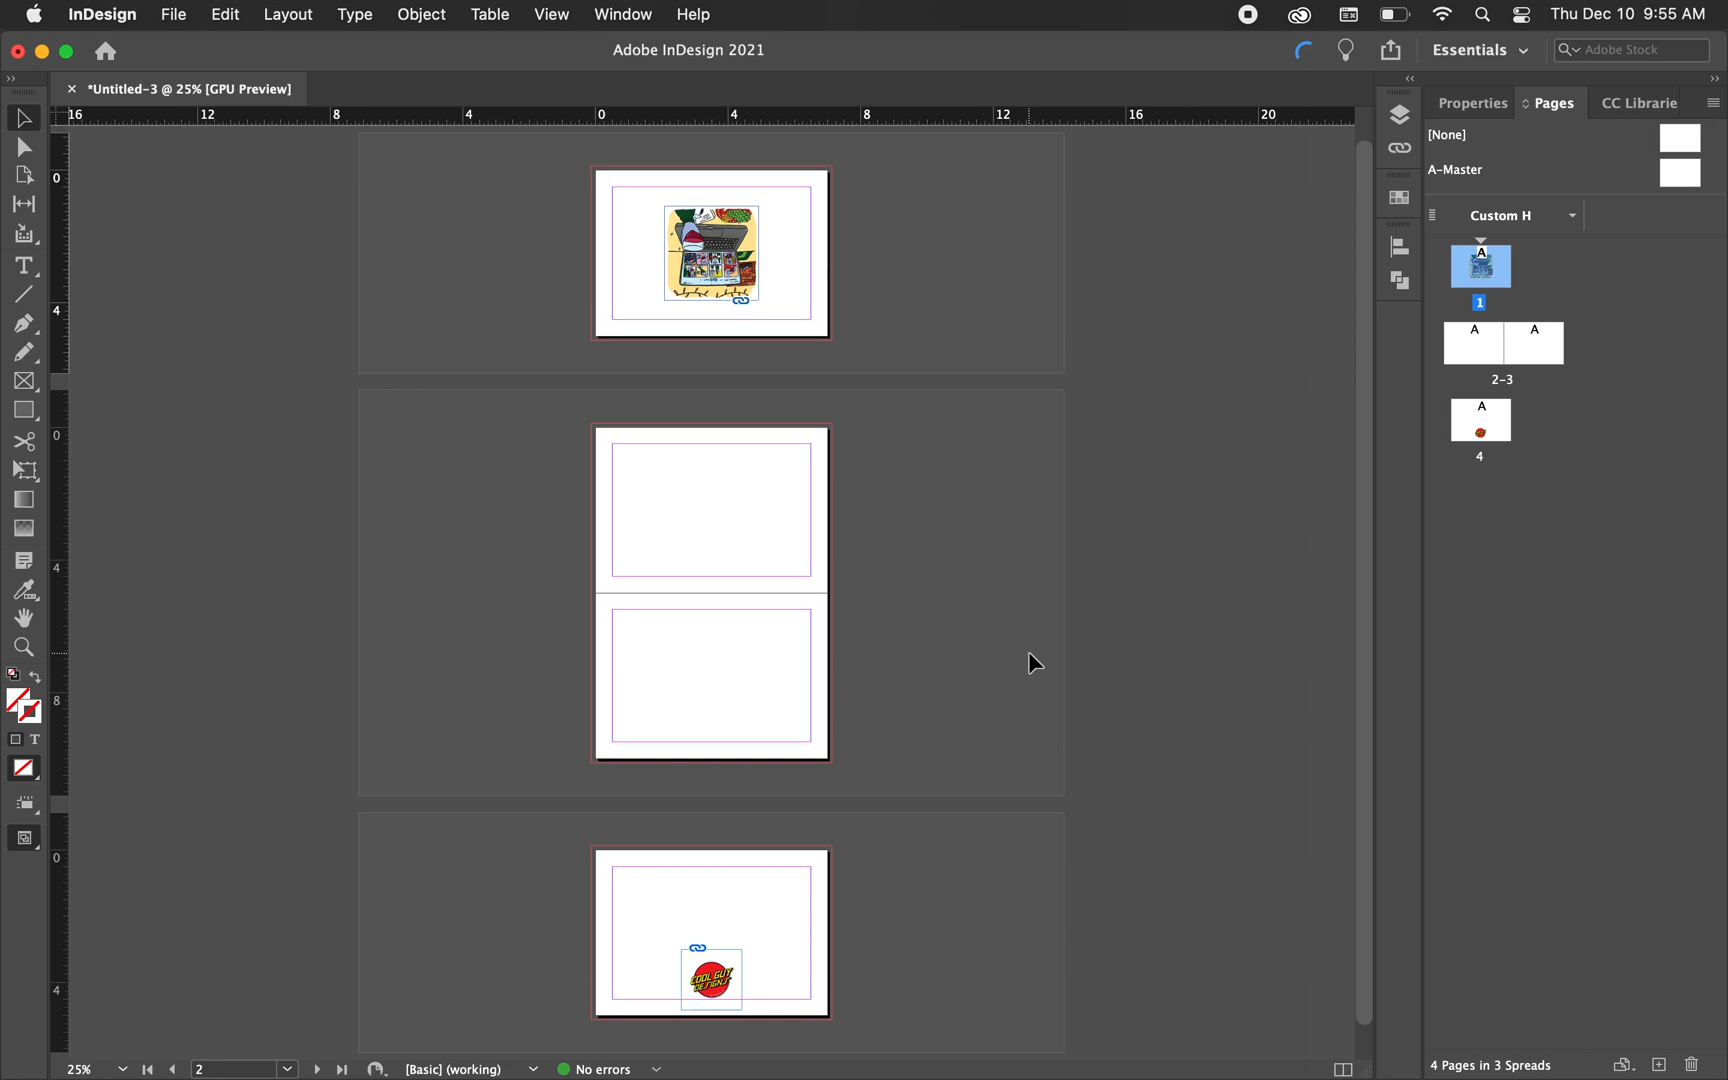 InDesign File Edit Layout Type Object Table View Window Help Thu Dec 10 9:55 AM
Adobe InDesign 2021 Essentials Adobe Stock
*Untitled-3 @ 25% [GPU Preview] Properties Pages CC Librarie
16 12 8 4 0 4 8 12 16 20
[None]
A-Master
Custom H
A
1
A A
2-3
A
4
0
4
0
4
8
0
4
T
T
COOL GUY
DESIGNS
25% 2 [Basic] (working) No errors 4 Pages in 3 Spreads